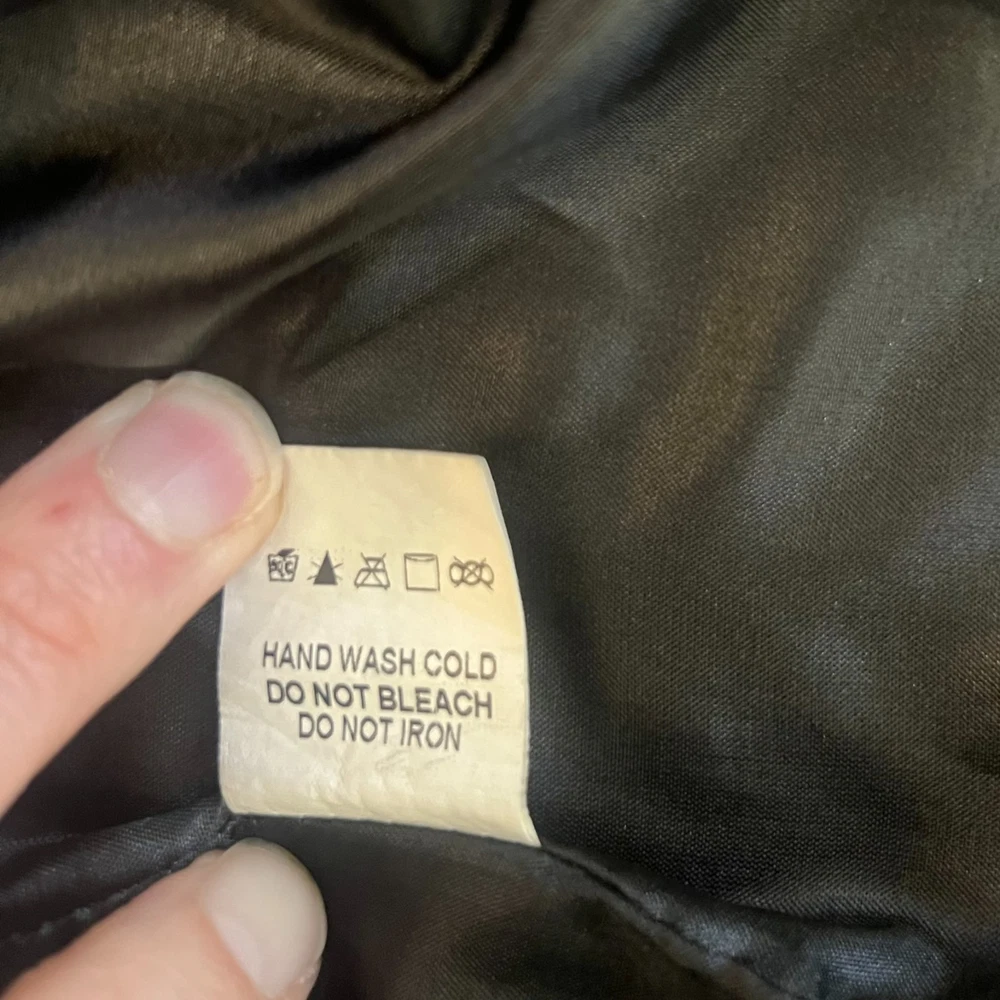 HAND WASH COLD
DO NOT BLEACH
DO NOT IRON